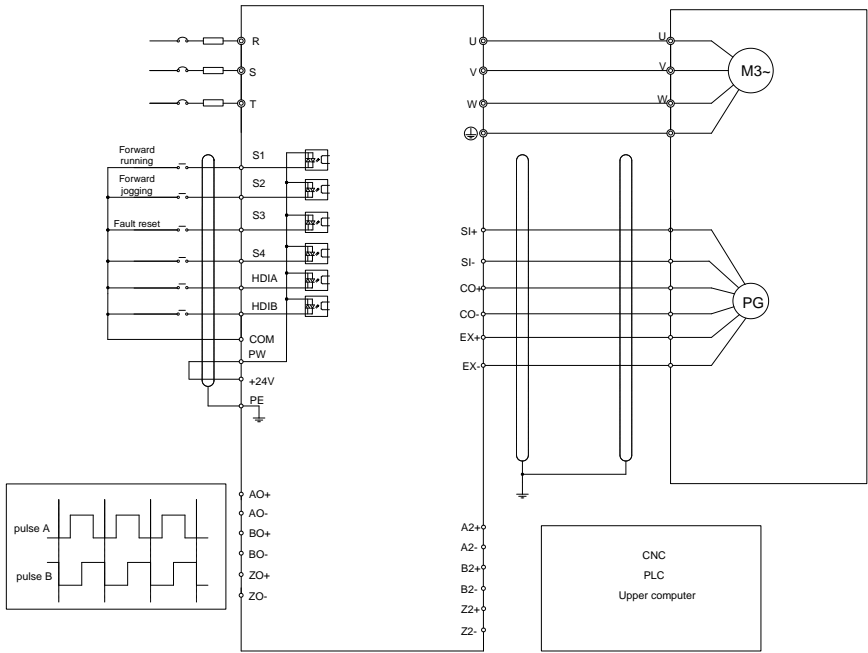 R
S
T
Forward
running
S1
Forward
jogging
S2
Fault reset
S3
S4
HDIA
HDIB
COM
PW
+24V
PE
pulse A
pulse B
AO+
AO-
BO+
BO-
ZO+
ZO-
U
V
W
U
V
W
M3~
SI+
SI-
CO+
CO-
EX+
EX-
PG
A2+
A2-
B2+
B2-
Z2+
Z2-
CNC
PLC
Upper computer